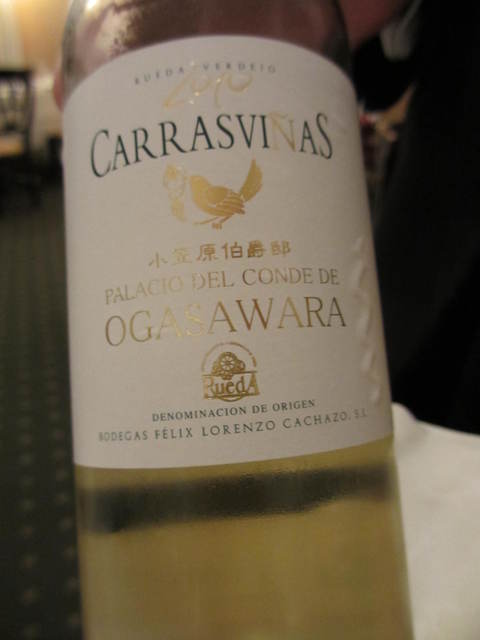 RUEDA VERDEJO
2010
CARRASVIÑAS
小笠原伯爵邸
PALACIO DEL CONDE DE
OGASAWARA
RuedA
DENOMINACION DE ORIGEN
BODEGAS FÉLIX LORENZO CACHAZO, S.L.